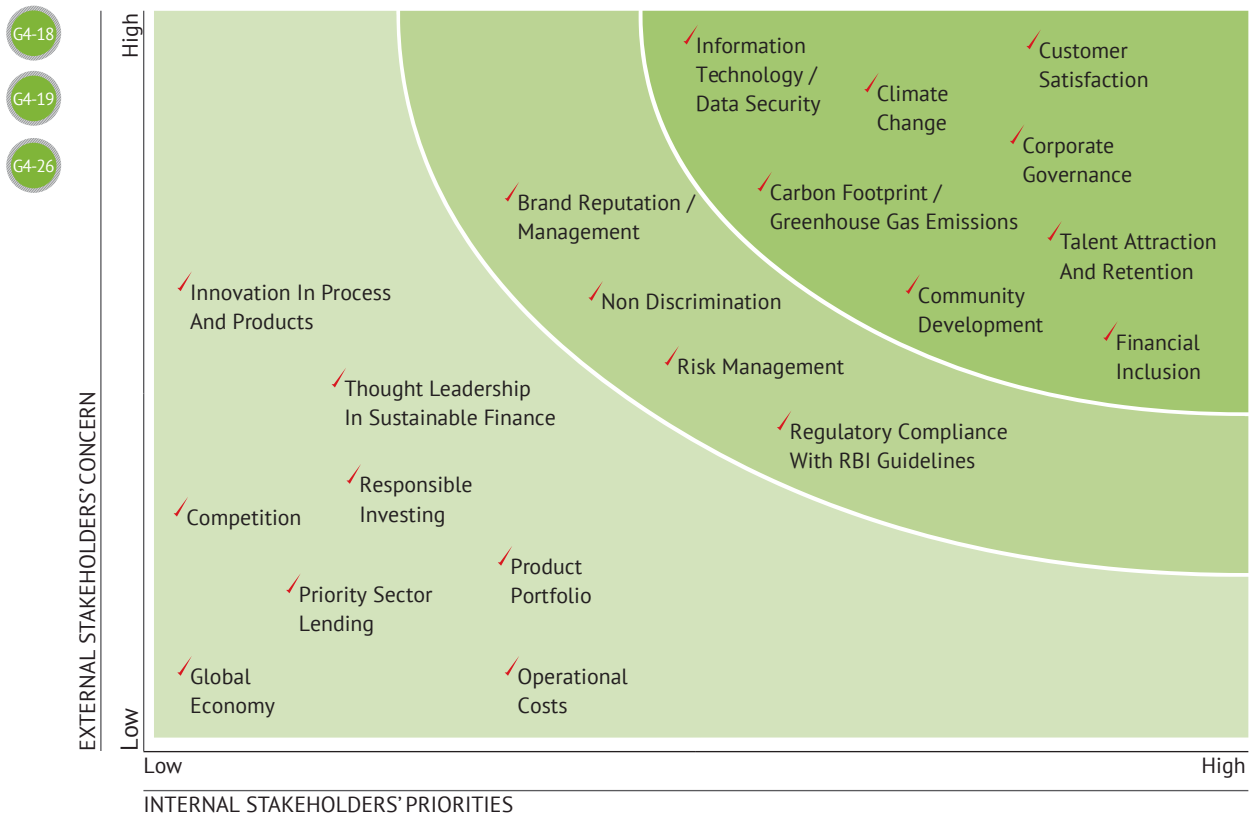 G4-18
G4-19
G4-26
EXTERNAL STAKEHOLDERS' CONCERN
High
Low
Information
Technology /
Data Security
Climate
Change
Customer
Satisfaction
Corporate
Governance
Carbon Footprint /
Greenhouse Gas Emissions
Talent Attraction
And Retention
Community
Development
Financial
Inclusion
Brand Reputation /
Management
Non Discrimination
Risk Management
Regulatory Compliance
With RBI Guidelines
Innovation In Process
And Products
Thought Leadership
In Sustainable Finance
Responsible
Investing
Competition
Product
Portfolio
Priority Sector
Lending
Global
Economy
Operational
Costs
Low
High
INTERNAL STAKEHOLDERS' PRIORITIES